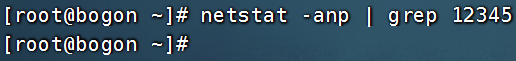 [root@bogon ~]# netstat -anp | grep 12345
[root@bogon ~]#